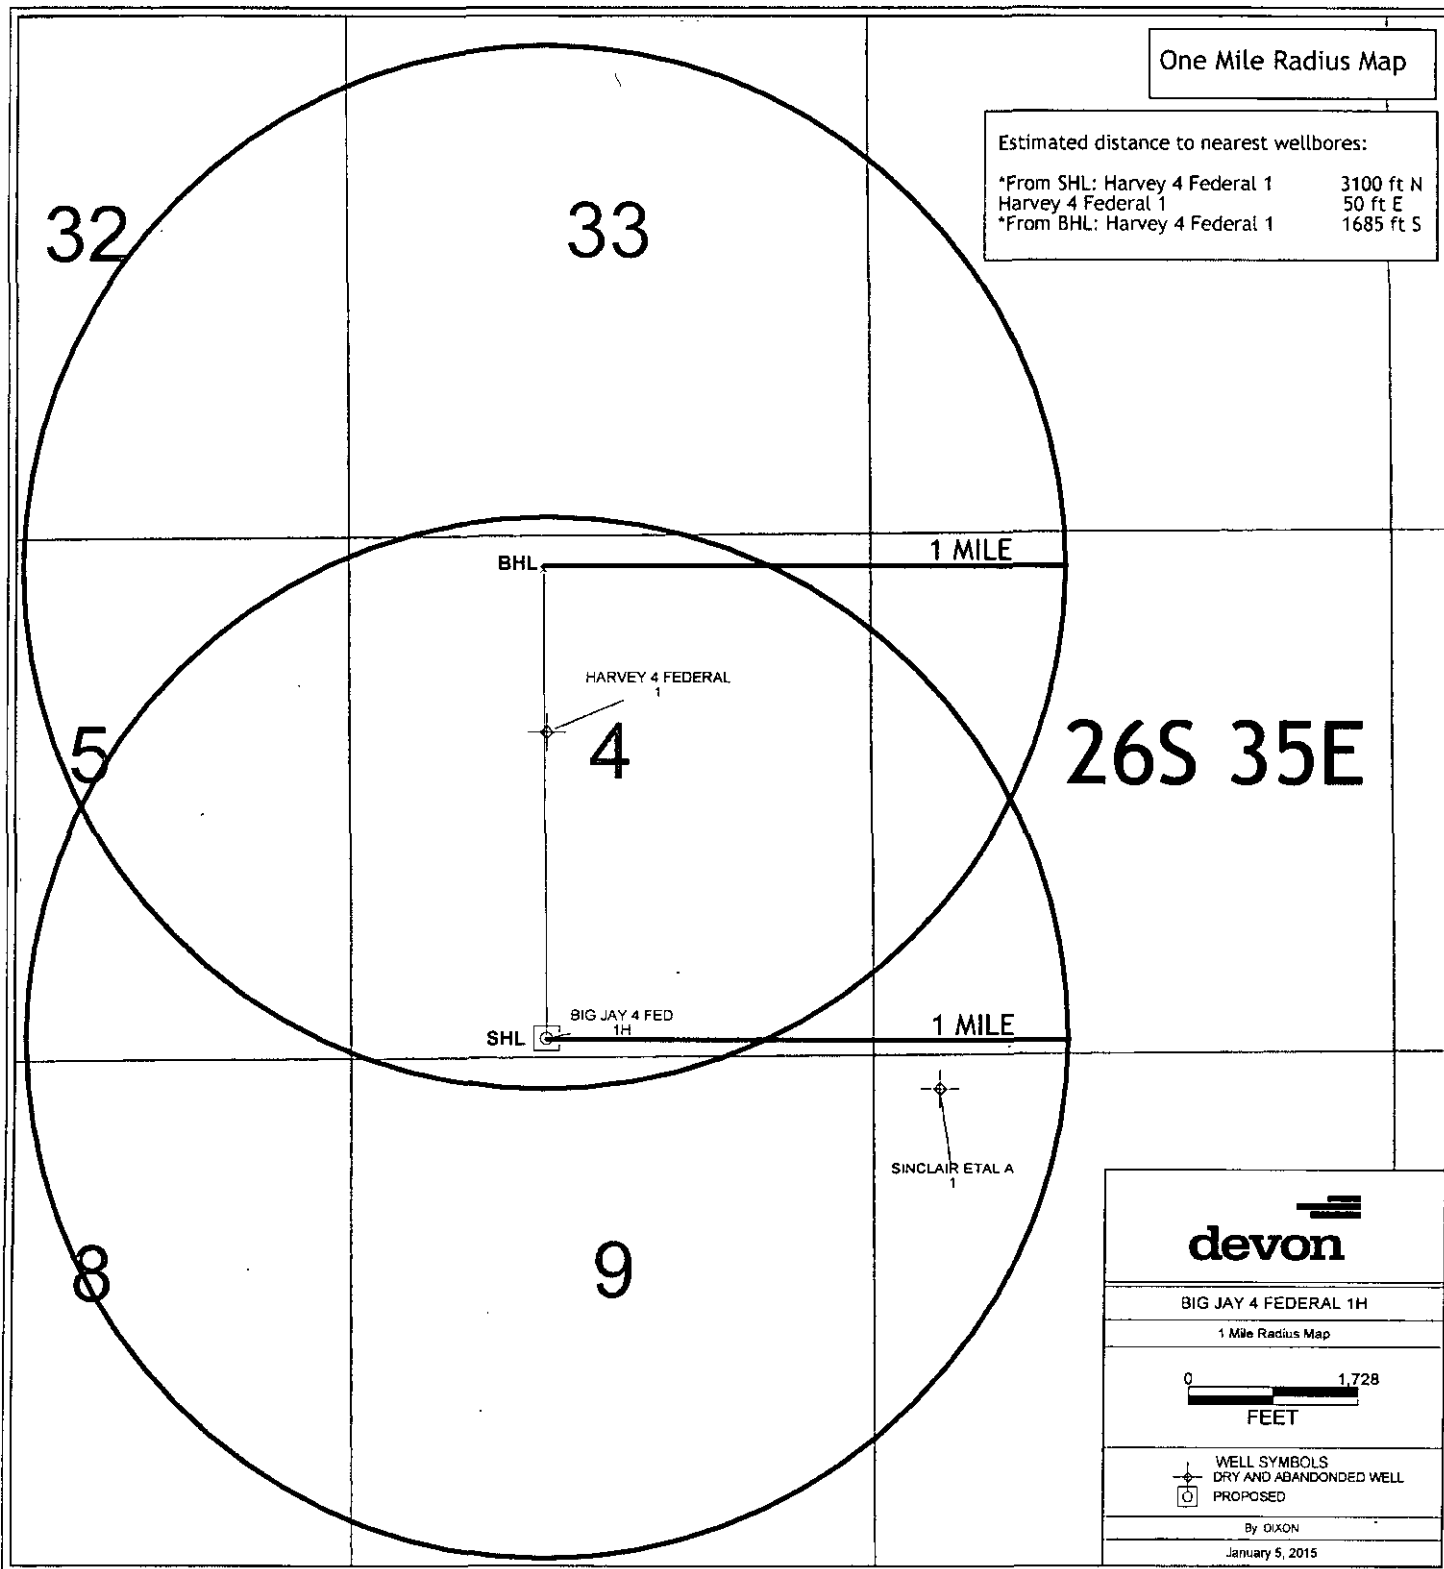 One Mile Radius Map
Estimated distance to nearest wellbores:
*From SHL: Harvey 4 Federal 1 3100 ft N
Harvey 4 Federal 1 50 ft E
*From BHL: Harvey 4 Federal 1 1685 ft S
32
33
BHL
1 MILE
HARVEY 4 FEDERAL
1
5
4
26S 35E
BIG JAY 4 FED
1H
SHL
1 MILE
SINCLAIR ETAL A
1
8
9
devon
BIG JAY 4 FEDERAL 1H
1 Mile Radius Map
0 1,728
FEET
WELL SYMBOLS
DRY AND ABANDONDED WELL
PROPOSED
By DIXON
January 5, 2015